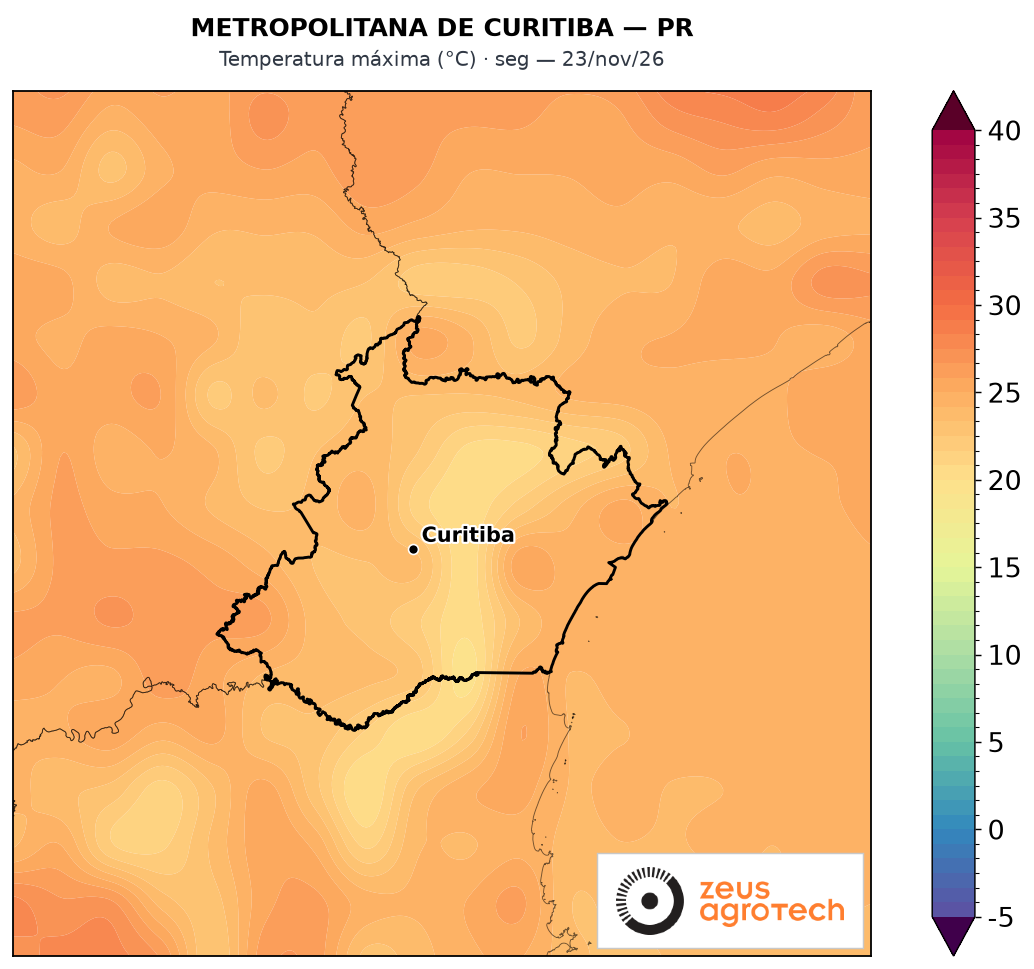 METROPOLITANA DE CURITIBA — PR
Temperatura máxima (°C) · seg — 23/nov/26
40
35
30
25
20
15
10
5
0
-5
Curitiba
zeus
agrotech